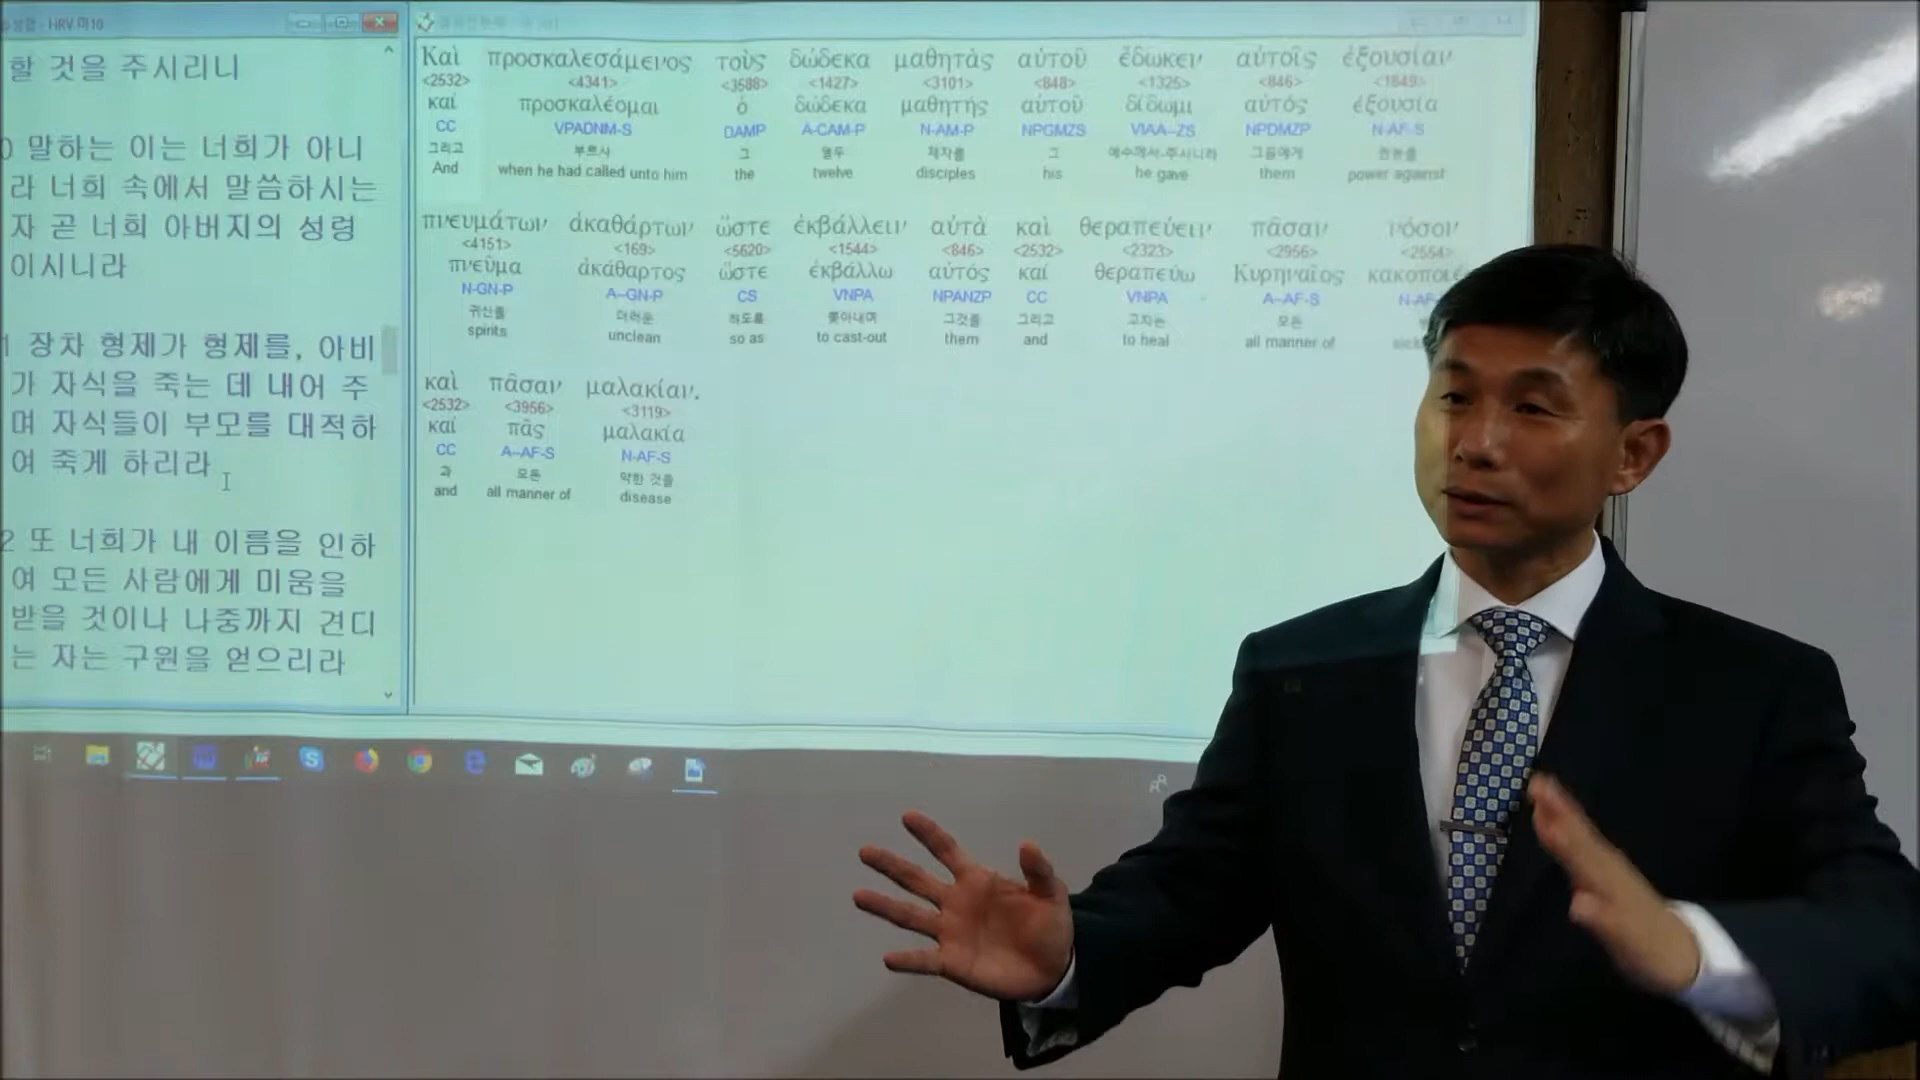 HRV 마10
할 것을 주시리니
0 말하는 이는 너희가 아니
라 너희 속에서 말씀하시는
자 곧 너희 아버지의 성령
이시니라
1 장차 형제가 형제를, 아비
가 자식을 죽는 데 내어 주
며 자식들이 부모를 대적하
여 죽게 하리라
2 또 너희가 내 이름을 인하
여 모든 사람에게 미움을
받을 것이나 나중까지 견디
는 자는 구원을 얻으리라
Καὶ προσκαλεσάμενος τοὺς δώδεκα μαθητὰς αὐτοῦ ἔδωκεν αὐτοῖς ἐξουσίαν
<2532> <4341> <3588> <1427> <3101> <848> <1325> <846> <1849>
καί προσκαλέομαι ὁ δώδεκα μαθητής αὐτοῦ δίδωμι αὐτός ἐξουσία
CC VPADNM-S DAMP A-CAM-P N-AM-P NPGMZS VIAA--ZS NPDMZP N-AF-S
그리고 부르사 그 열두 제자를 그 예수께서-주시니라 그들에게 권능을
And when he had called unto him the twelve disciples his he gave them power against
πνευμάτων ἀκαθάρτων ὥστε ἐκβάλλειν αὐτὰ καὶ θεραπεύειν πᾶσαν νόσον
<4151> <169> <5620> <1544> <846> <2532> <2323> <2956> <2554>
πνεῦμα ἀκάθαρτος ὥστε ἐκβάλλω αὐτός καί θεραπεύω Κυρηναῖος κακοποιέ
N-GN-P A--GN-P CS VNPA NPANZP CC VNPA A--AF-S N-AF-
귀신을 더러운 하도록 쫓아내며 그것을 그리고 고치는 모든
spirits unclean so as to cast-out them and to heal all manner of
καὶ πᾶσαν μαλακίαν.
<2532> <3956> <3119>
καί πᾶς μαλακία
CC A--AF-S N-AF-S
과 모든 약한 것을
and all manner of disease